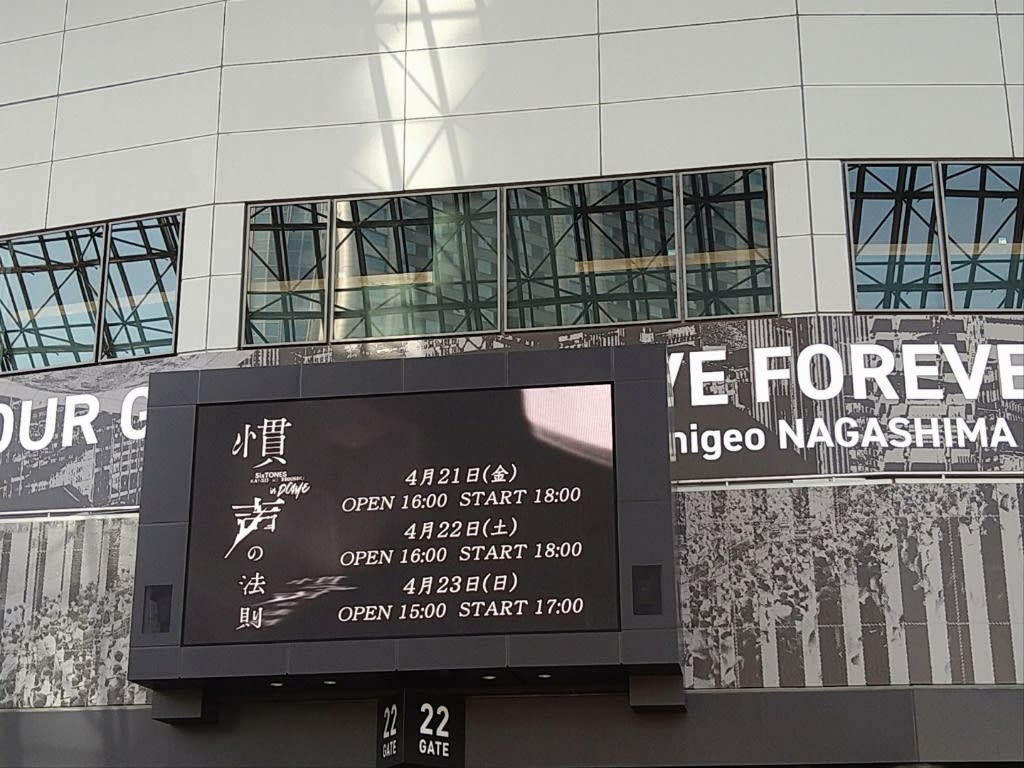 OUR G
VE FOREVE
higeo NAGASHIMA
慣
SixTONES
in DOME
声
の
法
則
4月21日(金)
OPEN 16:00 START 18:00
4月22日(土)
OPEN 16:00 START 18:00
4月23日(日)
OPEN 15:00 START 17:00
22
GATE
22
GATE